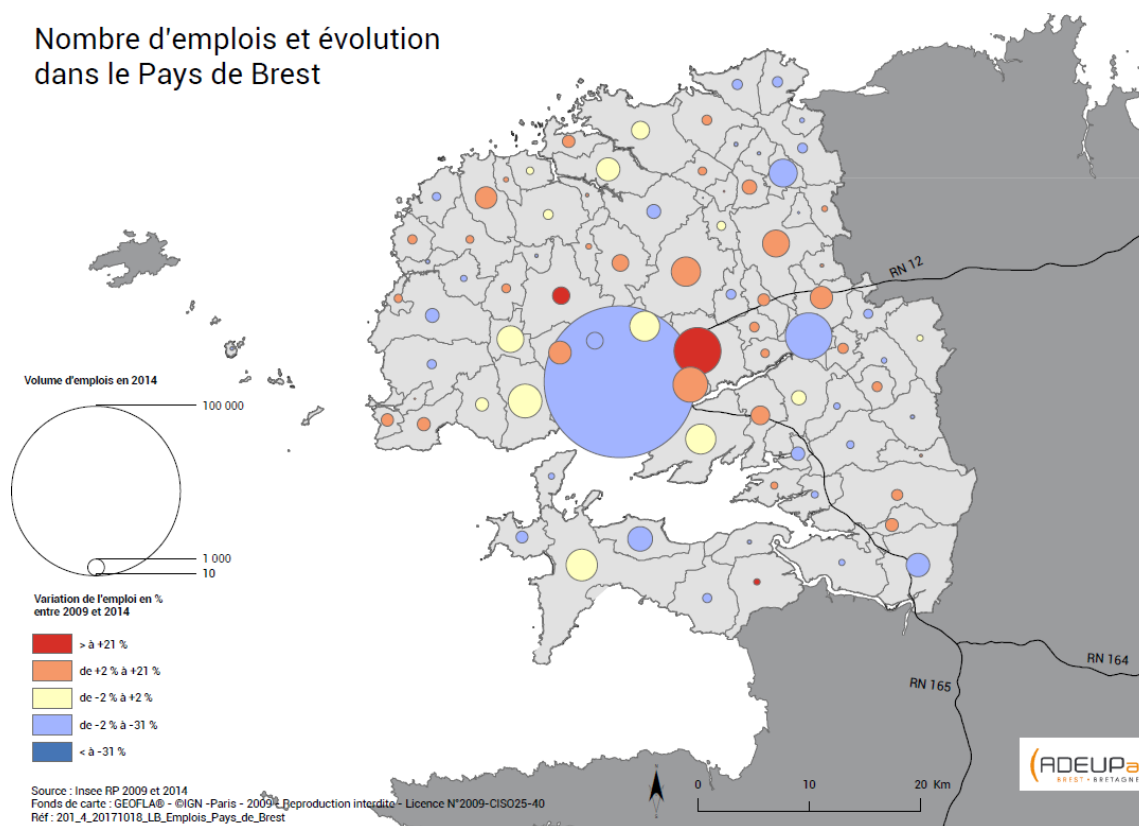 Nombre d'emplois et évolution
dans le Pays de Brest
RN 12
Volume d'emplois en 2014
100 000
1 000
10
Variation de l'emploi en %
entre 2009 et 2014
> à +21 %
de +2 % à +21 %
de -2 % à +2 %
de -2 % à -31 %
< à -31 %
RN 164
RN 165
ADEUPa
BREST • BRETAGNE
0
10
20 Km
Source : Insee RP 2009 et 2014
Fonds de carte : GEOFLA® - ©IGN -Paris - 2009 - Reproduction interdite - Licence N°2009-CISO25-40
Réf : 201_4_20171018_LB_Emplois_Pays_de_Brest